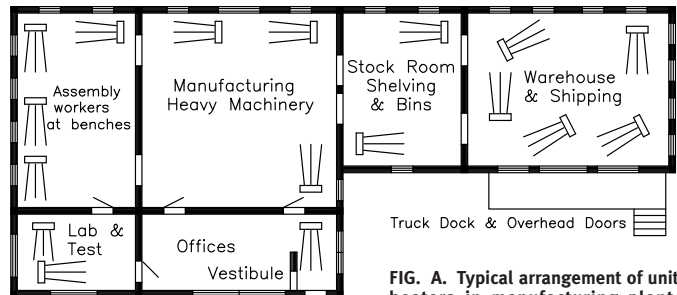 Assembly
workers
at benches
Manufacturing
Heavy Machinery
Stock Room
Shelving
& Bins
Warehouse
& Shipping
Lab &
Test
Offices
Vestibule
Truck Dock & Overhead Doors
FIG. A. Typical arrangement of unit
heaters in manufacturing plant